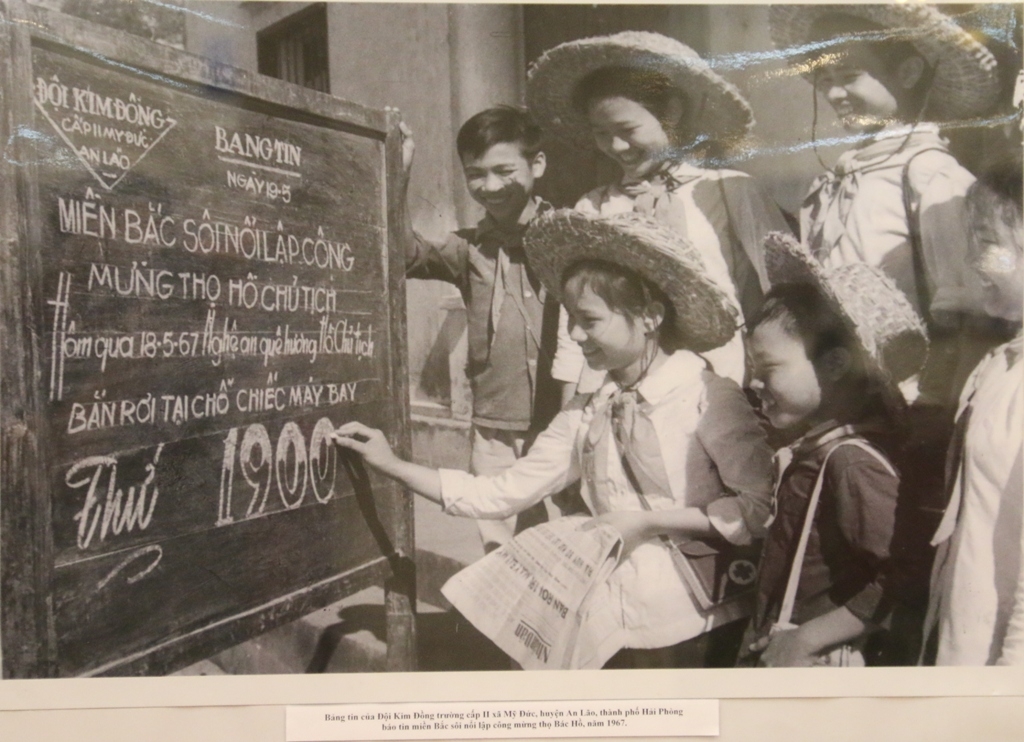 ĐỘI KIM ĐỒNG
CẤP II MỸ ĐỨC
AN LÃO
BẢNG TIN
NGÀY 19-5
MIỀN BẮC SÔI NỔI LẬP CÔNG
MỪNG THỌ HỒ CHỦ TỊCH
Hôm qua 18-5-67 Nghệ an quê hương Hồ Chủ tịch
BẮN RƠI TẠI CHỖ CHIẾC MÁY BAY
Thứ 1900
NhânDân
Bảng tin của Đội Kim Đồng trường cấp II xã Mỹ Đức, huyện An Lão, thành phố Hải Phòng
báo tin miền Bắc sôi nổi lập công mừng thọ Bác Hồ, năm 1967.